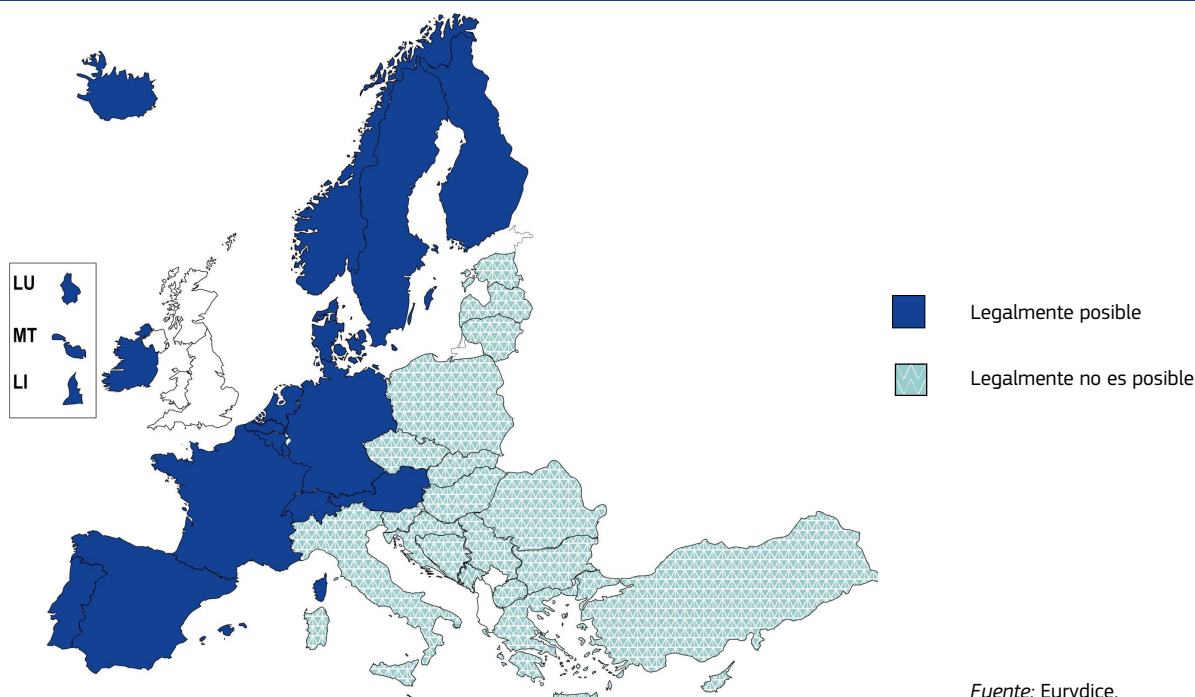 LU
MT
LI
Legalmente posible
Legalmente no es posible
Fuente: Eurydice.